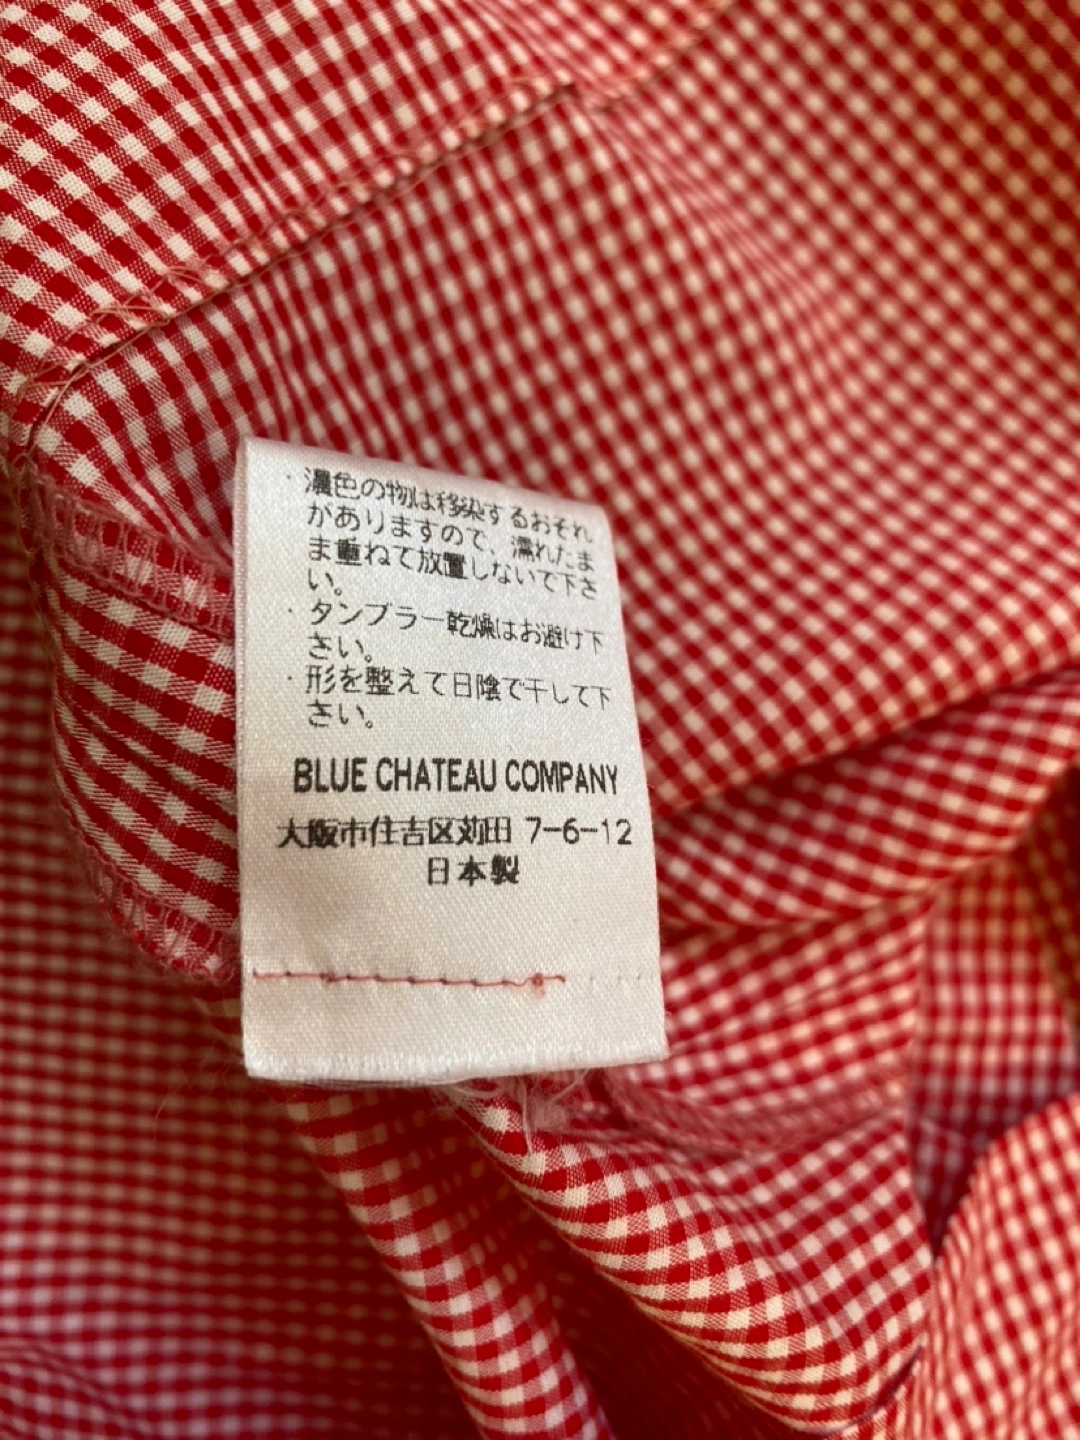 ・濃色の物は移染するおそれ
がありますので、濡れたま
ま重ねて放置しないで下さ
い。
・タンブラー乾燥はお避け下
さい。
・形を整えて日陰で干して下
さい。
BLUE CHATEAU COMPANY
大阪市住吉区苅田 7-6-12
日本製